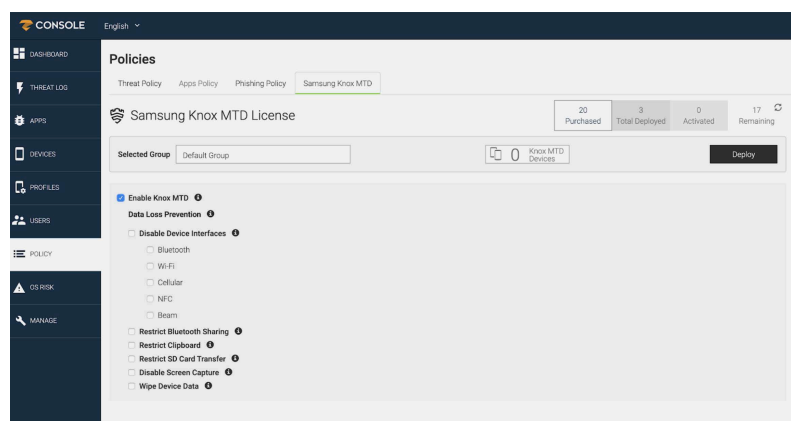 CONSOLE
English
DASHBOARD
THREAT LOG
APPS
DEVICES
PROFILES
USERS
POLICY
OS RISK
MANAGE
Policies
Threat Policy Apps Policy Phishing Policy Samsung Knox MTD
Samsung Knox MTD License
20 3 0 17
Purchased Total Deployed Activated Remaining
Selected Group Default Group 0 Knox MTD Devices Deploy
Enable Knox MTD
Data Loss Prevention
Disable Device Interfaces
Bluetooth
Wi-Fi
Cellular
NFC
Beam
Restrict Bluetooth Sharing
Restrict Clipboard
Restrict SD Card Transfer
Disable Screen Capture
Wipe Device Data